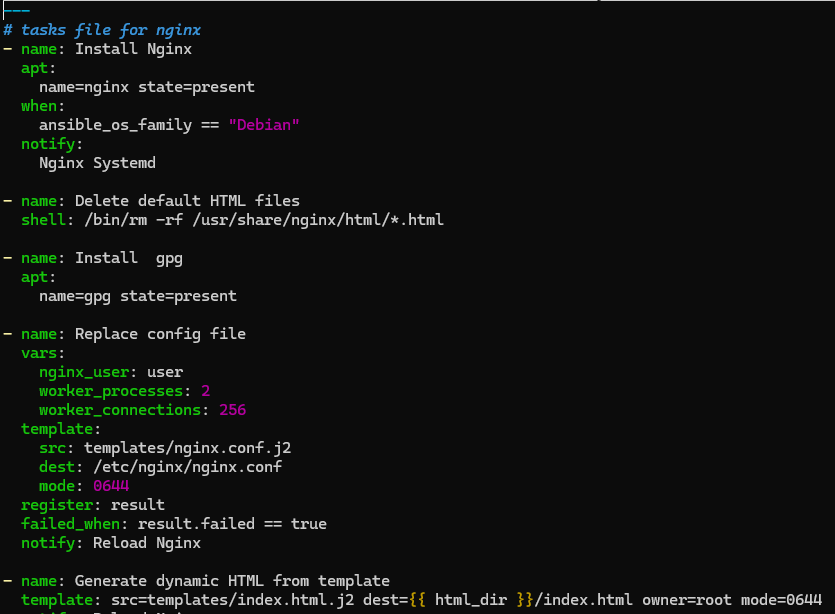 ---
# tasks file for nginx
- name: Install Nginx
  apt:
    name=nginx state=present
  when:
    ansible_os_family == "Debian"
  notify:
    Nginx Systemd

- name: Delete default HTML files
  shell: /bin/rm -rf /usr/share/nginx/html/*.html

- name: Install  gpg
  apt:
    name=gpg state=present

- name: Replace config file
  vars:
    nginx_user: user
    worker_processes: 2
    worker_connections: 256
  template:
    src: templates/nginx.conf.j2
    dest: /etc/nginx/nginx.conf
    mode: 0644
  register: result
  failed_when: result.failed == true
  notify: Reload Nginx

- name: Generate dynamic HTML from template
  template: src=templates/index.html.j2 dest={{ html_dir }}/index.html owner=root mode=0644